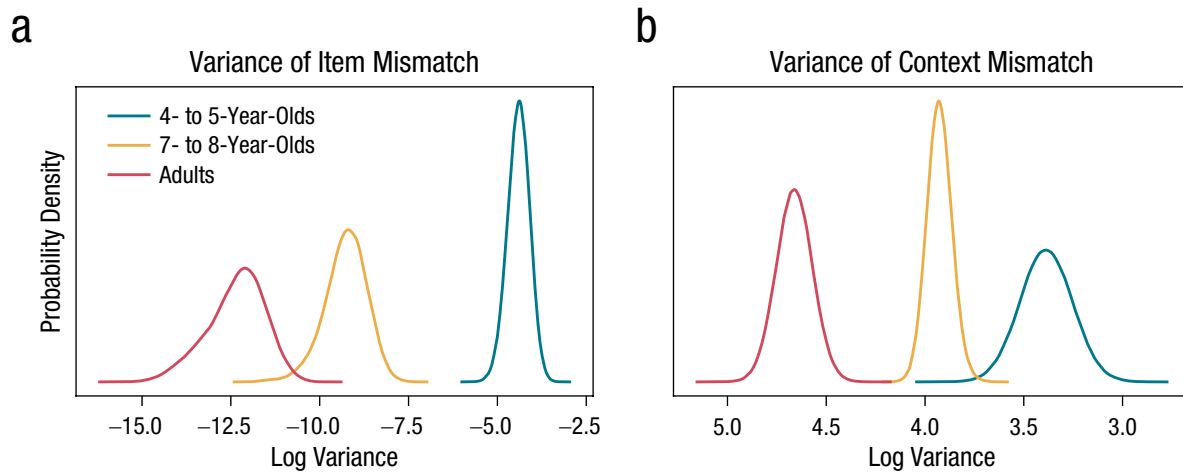 a
Variance of Item Mismatch
4- to 5-Year-Olds
7- to 8-Year-Olds
Adults
Probability Density
–15.0 –12.5 –10.0 –7.5 –5.0 –2.5
Log Variance
b
Variance of Context Mismatch
5.0 4.5 4.0 3.5 3.0
Log Variance